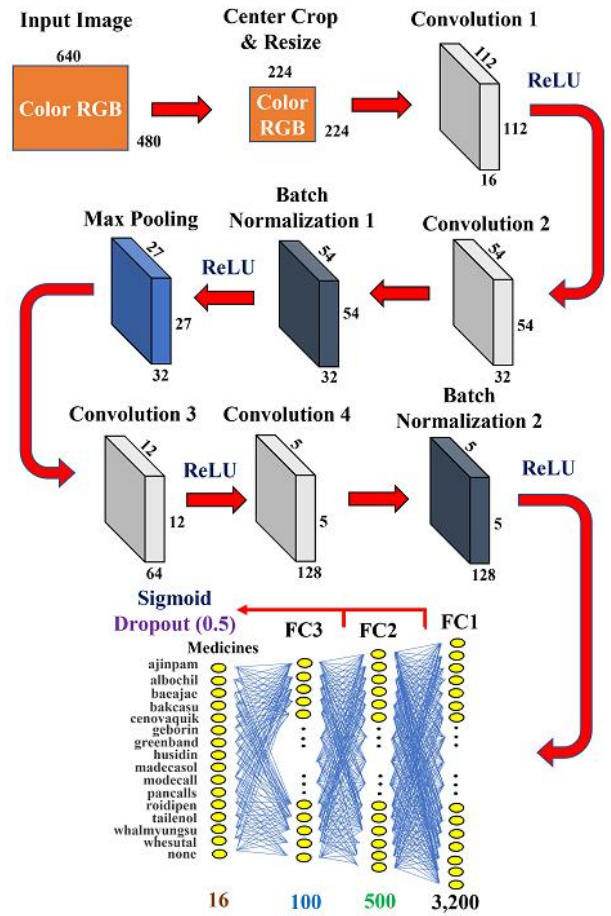 Input Image
640
Color RGB
480
Center Crop
& Resize
224
Color
RGB
224
Convolution 1
112
112
16
ReLU
Max Pooling
27
27
32
ReLU
Batch
Normalization 1
54
54
32
Convolution 2
54
54
32
Convolution 3
12
12
64
ReLU
Convolution 4
5
5
128
Batch
Normalization 2
5
5
128
ReLU
Sigmoid
Dropout (0.5)
FC3
FC2
FC1
Medicines
ajinpam
albochil
baeajac
bakcasu
cenovaquik
geborin
greenband
husidin
madecasol
modecall
pancalls
roidipen
tailenol
whalmyungsu
whesutal
none
16
100
500
3,200